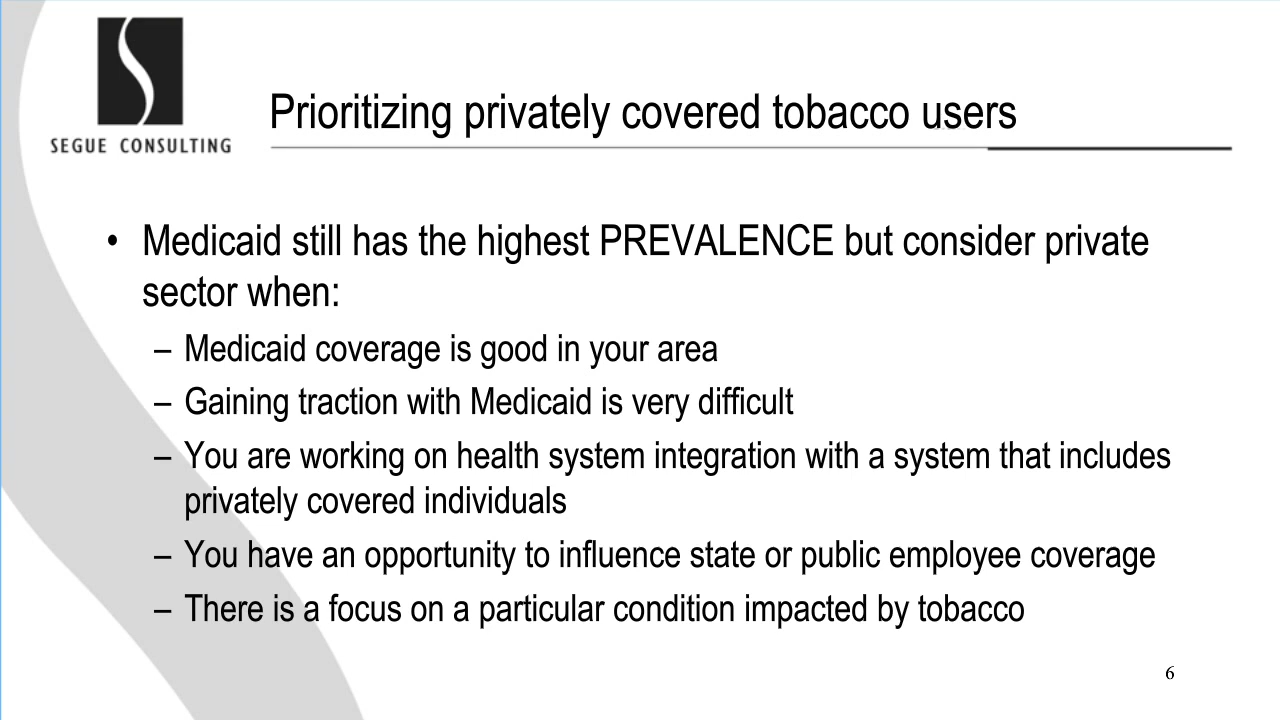 SEGUE CONSULTING
Prioritizing privately covered tobacco users
• Medicaid still has the highest PREVALENCE but consider private
sector when:
– Medicaid coverage is good in your area
– Gaining traction with Medicaid is very difficult
– You are working on health system integration with a system that includes
privately covered individuals
– You have an opportunity to influence state or public employee coverage
– There is a focus on a particular condition impacted by tobacco
6